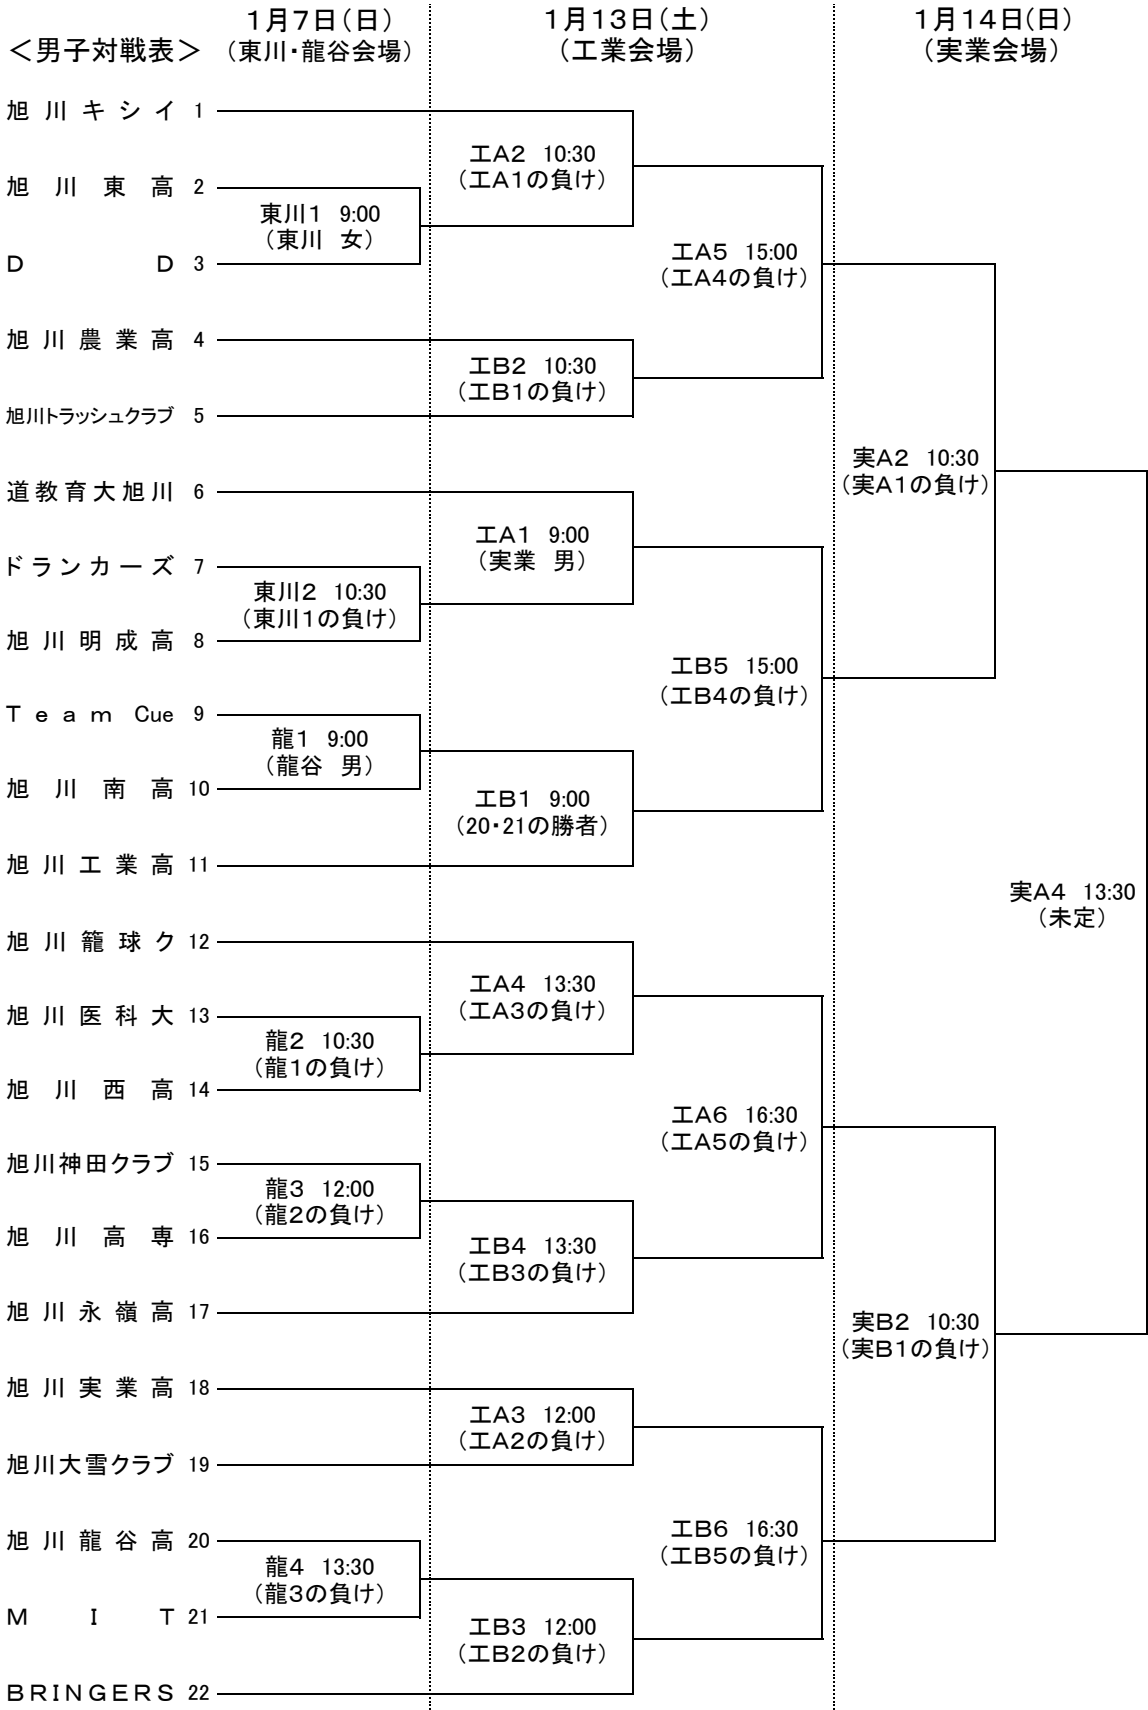 ＜男子対戦表＞
1月7日(日)
(東川・龍谷会場)
1月13日(土)
(工業会場)
1月14日(日)
(実業会場)
旭川キシイ 1
工A2 10:30
(工A1の負け)
旭川東高 2
東川1 9:00
(東川 女)
D D 3
工A5 15:00
(工A4の負け)
旭川農業高 4
工B2 10:30
(工B1の負け)
旭川トラッシュクラブ 5
実A2 10:30
(実A1の負け)
道教育大旭川 6
工A1 9:00
(実業 男)
ドランカーズ 7
東川2 10:30
(東川1の負け)
旭川明成高 8
工B5 15:00
(工B4の負け)
Team Cue 9
龍1 9:00
(龍谷 男)
旭川南高 10
工B1 9:00
(20・21の勝者)
旭川工業高 11
実A4 13:30
(未定)
旭川籠球ク 12
工A4 13:30
(工A3の負け)
旭川医科大 13
龍2 10:30
(龍1の負け)
旭川西高 14
工A6 16:30
(工A5の負け)
旭川神田クラブ 15
龍3 12:00
(龍2の負け)
旭川高専 16
工B4 13:30
(工B3の負け)
旭川永嶺高 17
実B2 10:30
(実B1の負け)
旭川実業高 18
工A3 12:00
(工A2の負け)
旭川大雪クラブ 19
工B6 16:30
(工B5の負け)
旭川龍谷高 20
龍4 13:30
(龍3の負け)
M I T 21
工B3 12:00
(工B2の負け)
BRINGERS 22